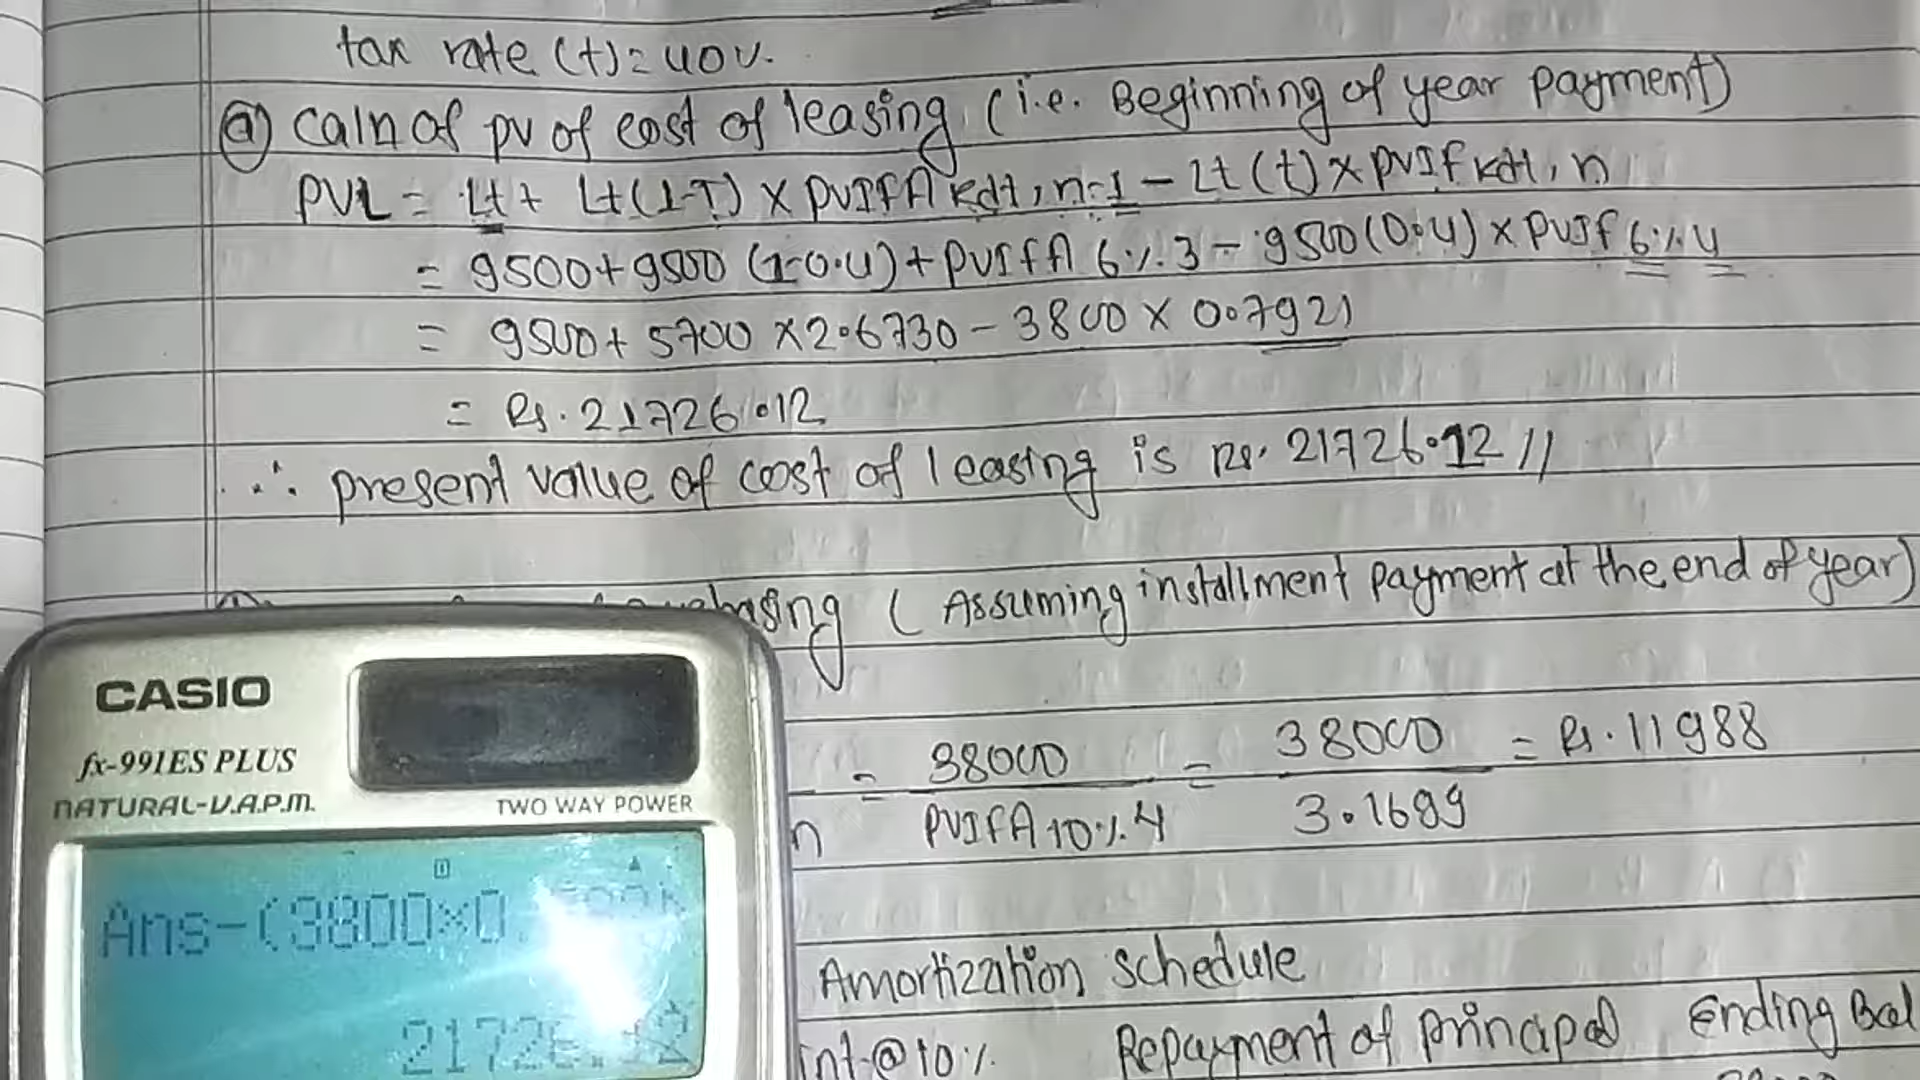 tax rate (t) = 40%.
(a) Caln of pv of cost of leasing (i.e. Beginning of year payment)
PVL = Lt + Lt(1-T) x PVIFA kdt, n-1 - Lt (t) x PVIF kdt, n
= 9500 + 9500 (1-0.4) + PVIFA 6%.3 - 9500(0.4) x PVIF 6%.4
= 9500 + 5700 x 2.6730 - 3800 x 0.7921
= Rs. 21726.12
∴ present value of cost of leasing is Rs. 21726.12 //
(Assuming installment payment at the end of year)
= 38000 / PVIFA 10%.4 = 38000 / 3.1699 = Rs. 11988
n
Amortization schedule
int @ 10% Repayment of principal Ending Bal
CASIO
fx-991ES PLUS
NATURAL-V.P.A.M.
TWO WAY POWER
Ans-(3800×0
21726.12